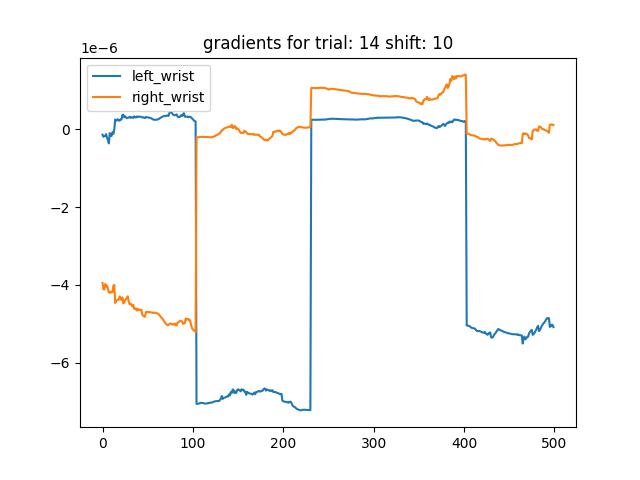 gradients for trial: 14 shift: 10
1e−6
left_wrist
right_wrist
0
−2
−4
−6
0 100 200 300 400 500